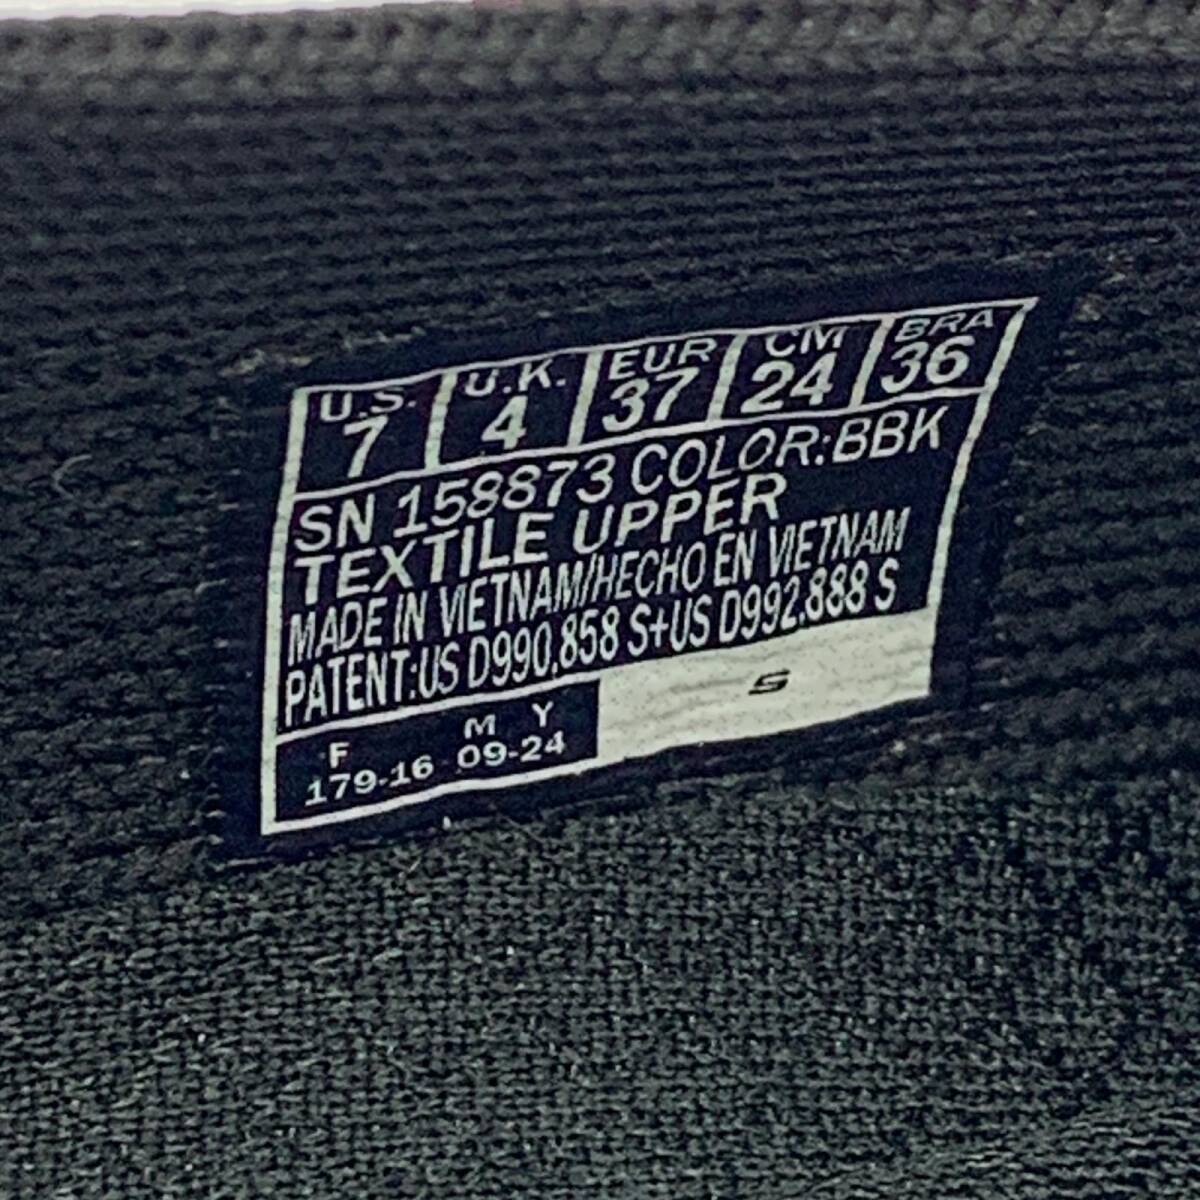 U.S. U.K. EUR CM BRA
7 4 37 24 36
SN 158873 COLOR:BBK
TEXTILE UPPER
MADE IN VIETNAM/HECHO EN VIETNAM
PATENT:US D990,858 S+US D992,888 S
F M Y S
179-16 09-24